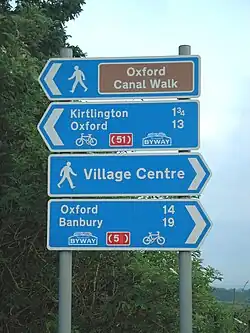 Oxford
Canal Walk
Kirtlington 1¾
Oxford 13
(51) BYWAY
Village Centre
Oxford 14
Banbury 19
BYWAY (5)